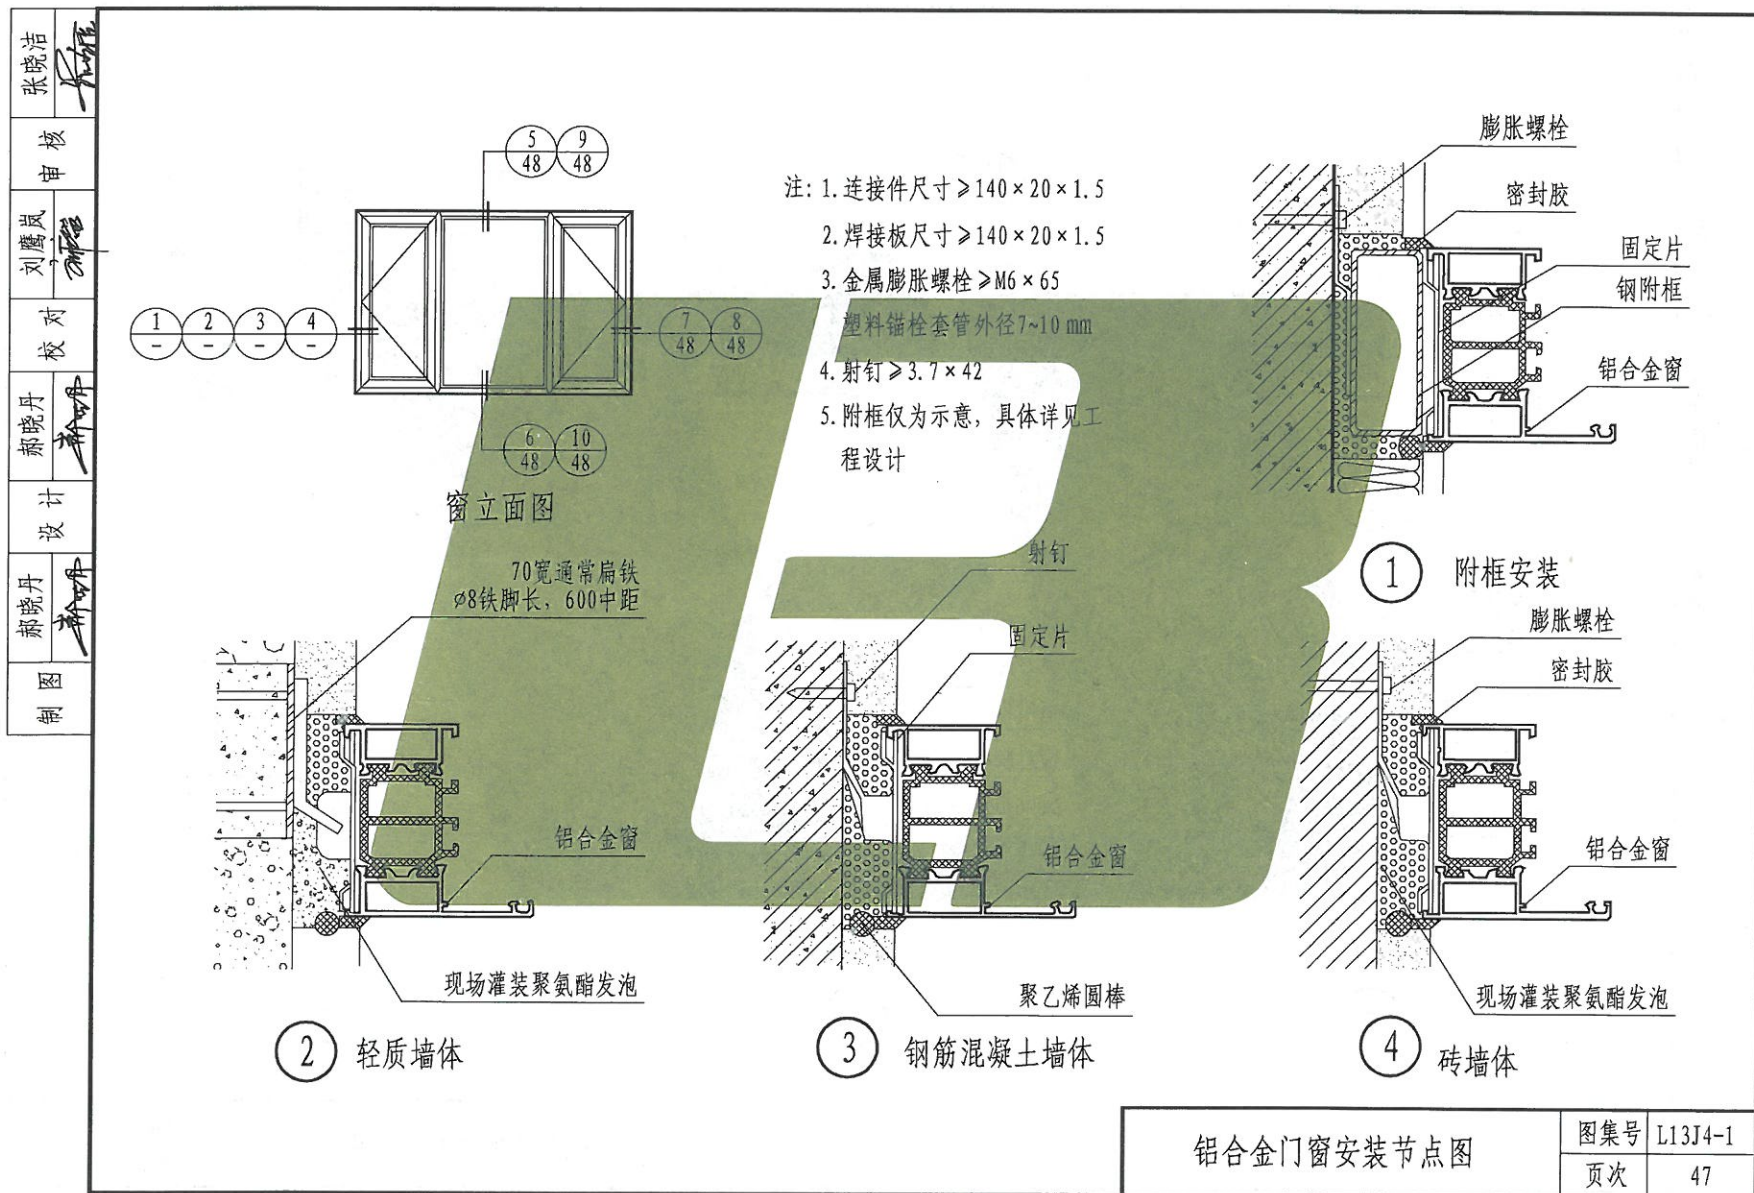 张晓洁
审核
刘鹰岚
校对
郝晓丹
设计
郝晓丹
制图
5 9
48 48
1 2 3 4
- - - -
7 8
48 48
6 10
48 48
窗立面图
注: 1.连接件尺寸≥140×20×1.5
2.焊接板尺寸≥140×20×1.5
3.金属膨胀螺栓≥M6×65
塑料锚栓套管外径7~10 mm
4.射钉≥3.7×42
5.附框仅为示意，具体详见工
程设计
膨胀螺栓
密封胶
固定片
钢附框
铝合金窗
1 附框安装
70宽通常扁铁
ø8铁脚长，600中距
铝合金窗
现场灌装聚氨酯发泡
2 轻质墙体
射钉
固定片
铝合金窗
聚乙烯圆棒
3 钢筋混凝土墙体
膨胀螺栓
密封胶
铝合金窗
现场灌装聚氨酯发泡
4 砖墙体
铝合金门窗安装节点图
图集号 L13J4-1
页次 47